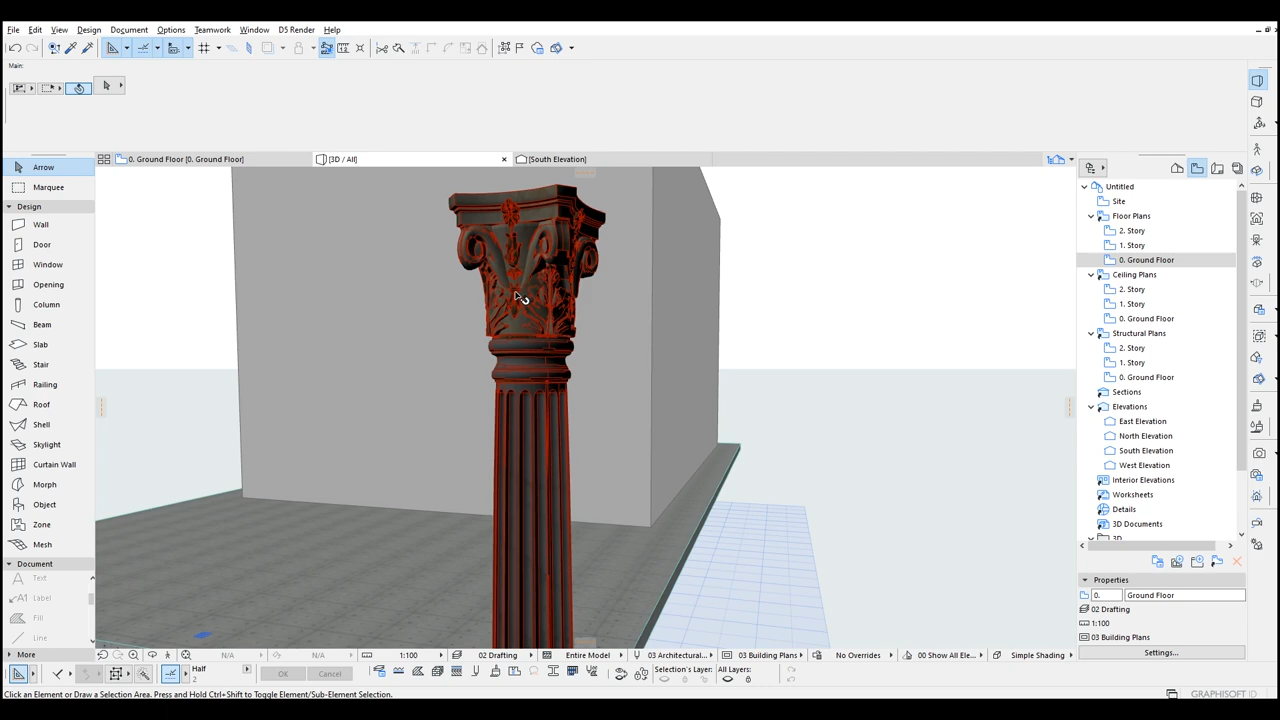 File Edit View Design Document Options Teamwork Window D5 Render Help
Main:
0. Ground Floor [0. Ground Floor]
[3D / All]
[South Elevation]
Arrow
Marquee
Design
Wall
Door
Window
Opening
Column
Beam
Slab
Stair
Railing
Roof
Shell
Skylight
Curtain Wall
Morph
Object
Zone
Mesh
Document
Text
Label
Fill
Line
More
Untitled
Site
Floor Plans
2. Story
1. Story
0. Ground Floor
Ceiling Plans
2. Story
1. Story
0. Ground Floor
Structural Plans
2. Story
1. Story
0. Ground Floor
Sections
Elevations
East Elevation
North Elevation
South Elevation
West Elevation
Interior Elevations
Worksheets
Details
3D Documents
3D
Properties
0. Ground Floor
02 Drafting
1:100
03 Building Plans
Settings...
N/A N/A 1:100 02 Drafting Entire Model 03 Architectural... 03 Building Plans No Overrides 00 Show All Ele... Simple Shading
Half
2
OK Cancel
Selection's Layer: All Layers:
Click an Element or Draw a Selection Area. Press and Hold Ctrl+Shift to Toggle Element/Sub-Element Selection.
GRAPHISOFT ID